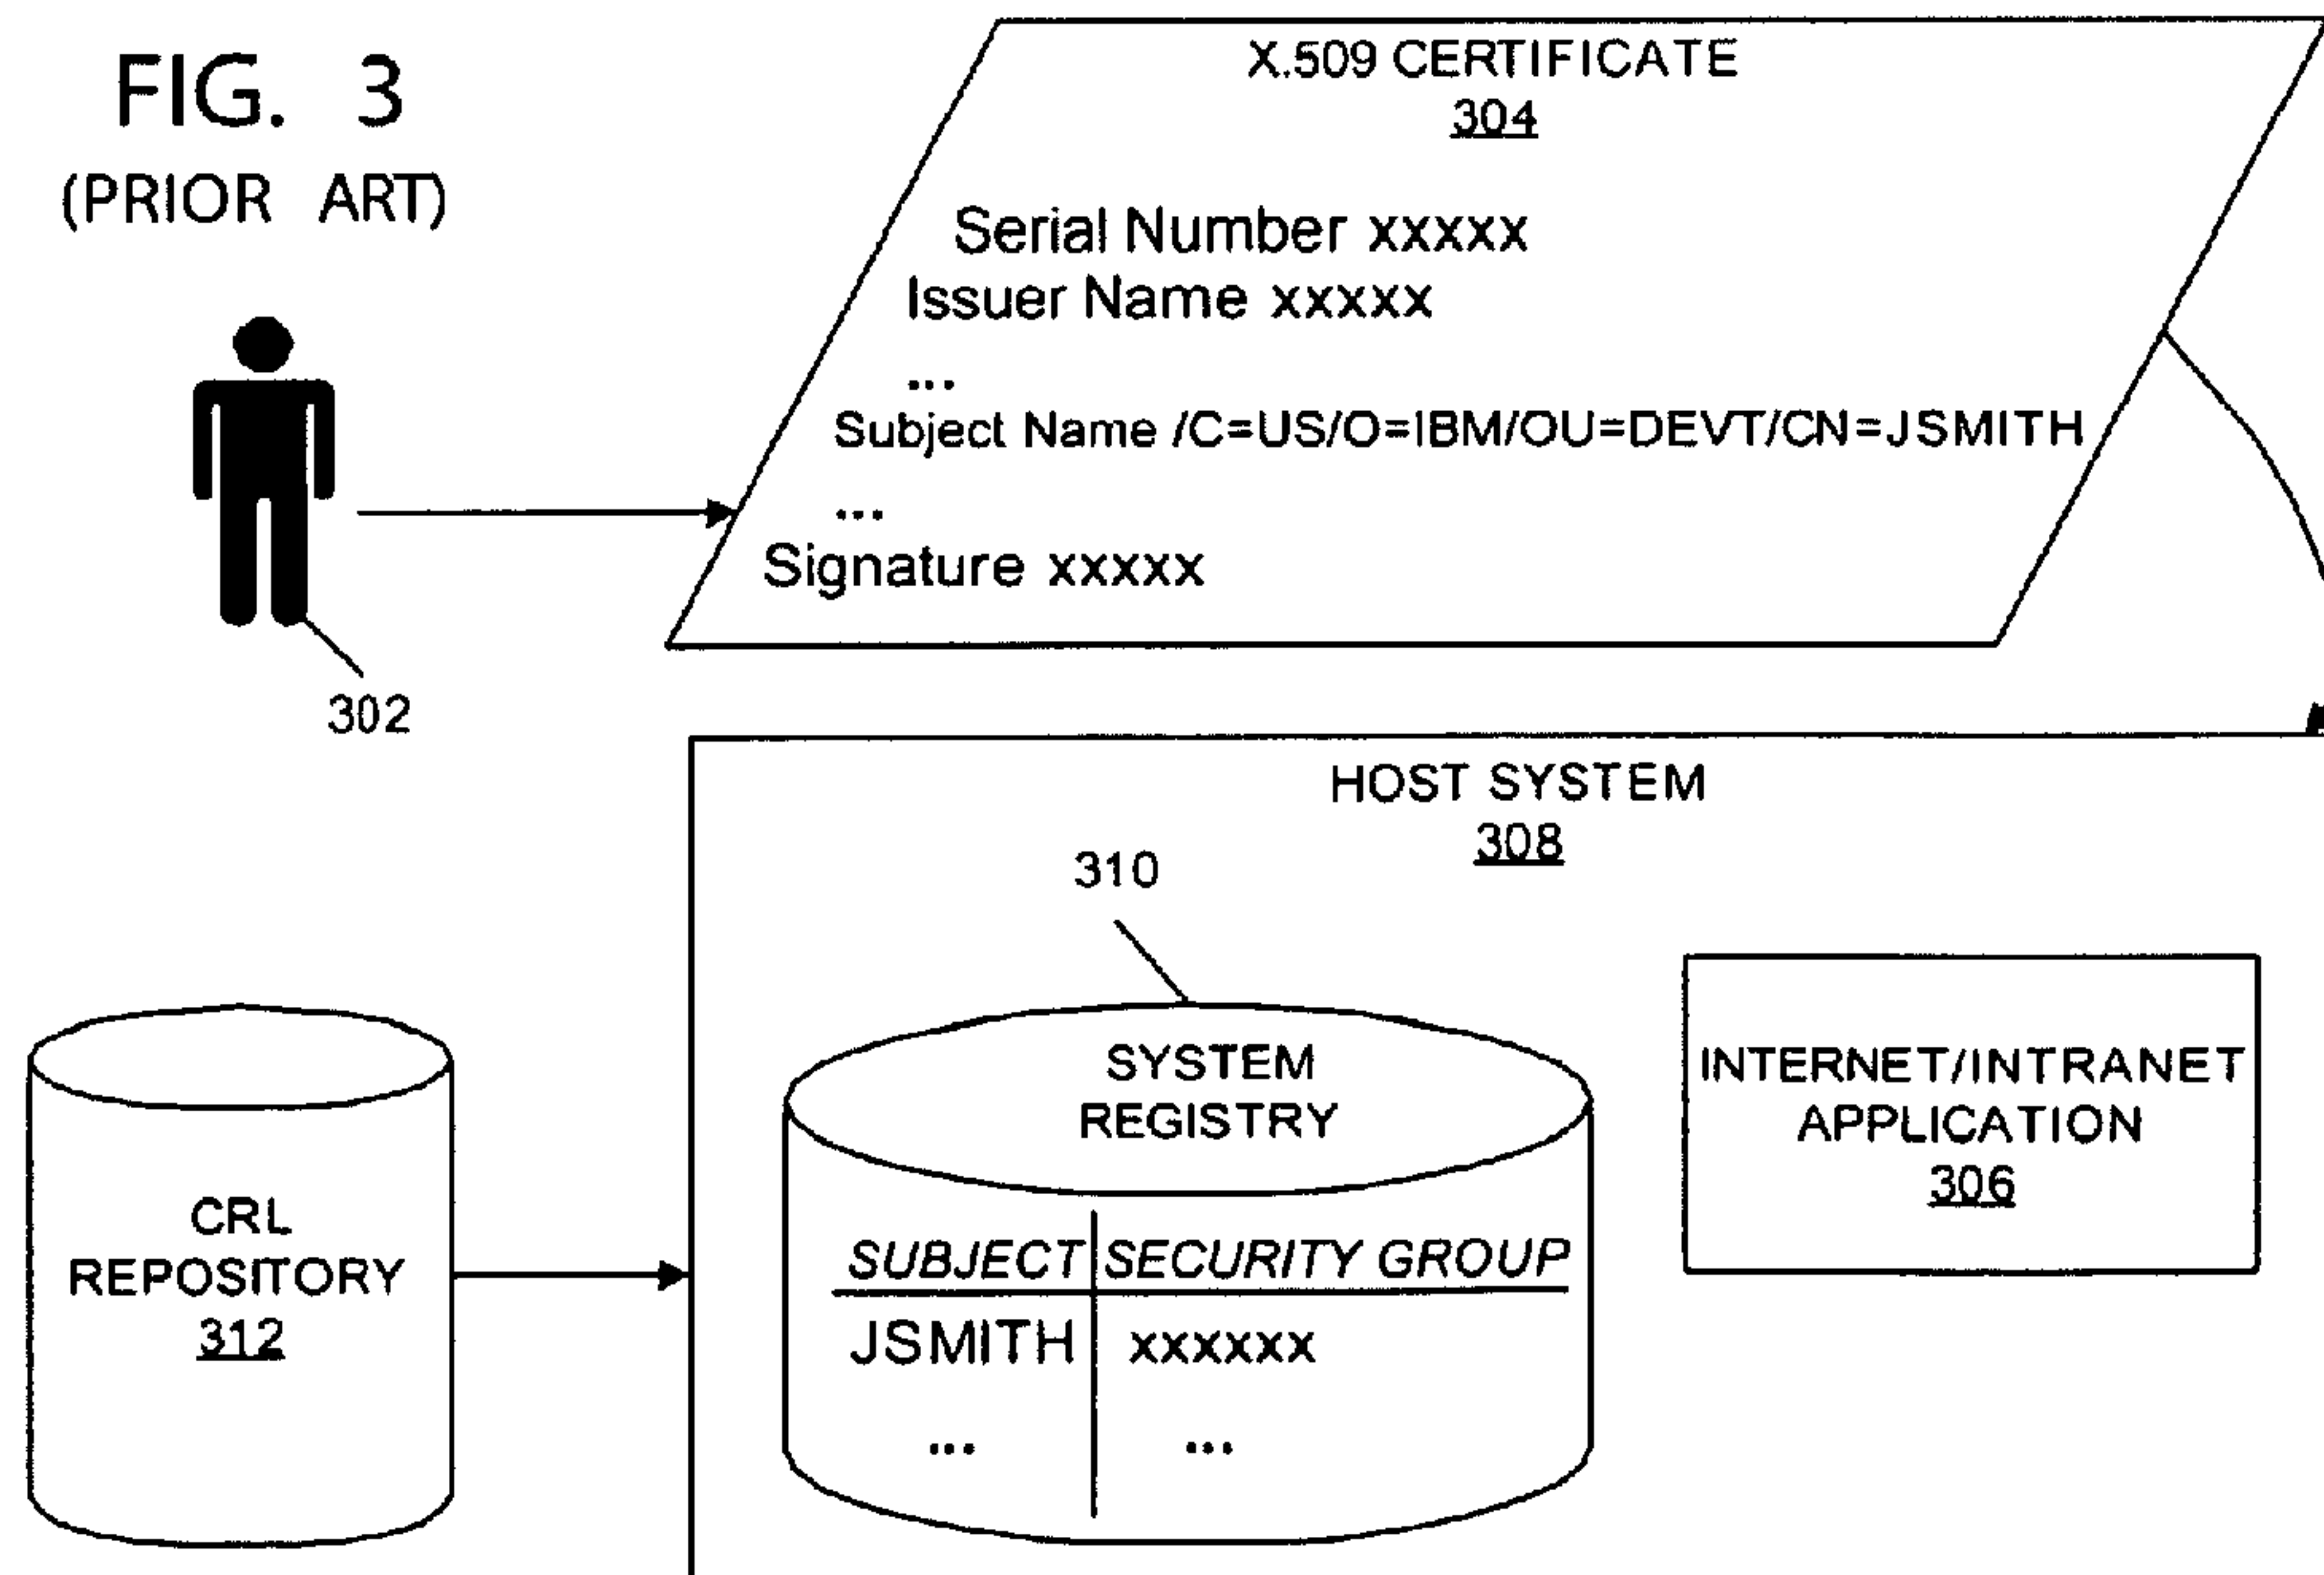 FIG. 3
(PRIOR ART)
X.509 CERTIFICATE
304
Serial Number xxxxx
Issuer Name xxxxx
...
Subject Name /C=US/O=IBM/OU=DEVT/CN=JSMITH
...
Signature xxxxx
302
HOST SYSTEM
308
310
SYSTEM
REGISTRY
SUBJECT SECURITY GROUP
JSMITH xxxxxx
... ...
INTERNET/INTRANET
APPLICATION
306
CRL
REPOSITORY
312